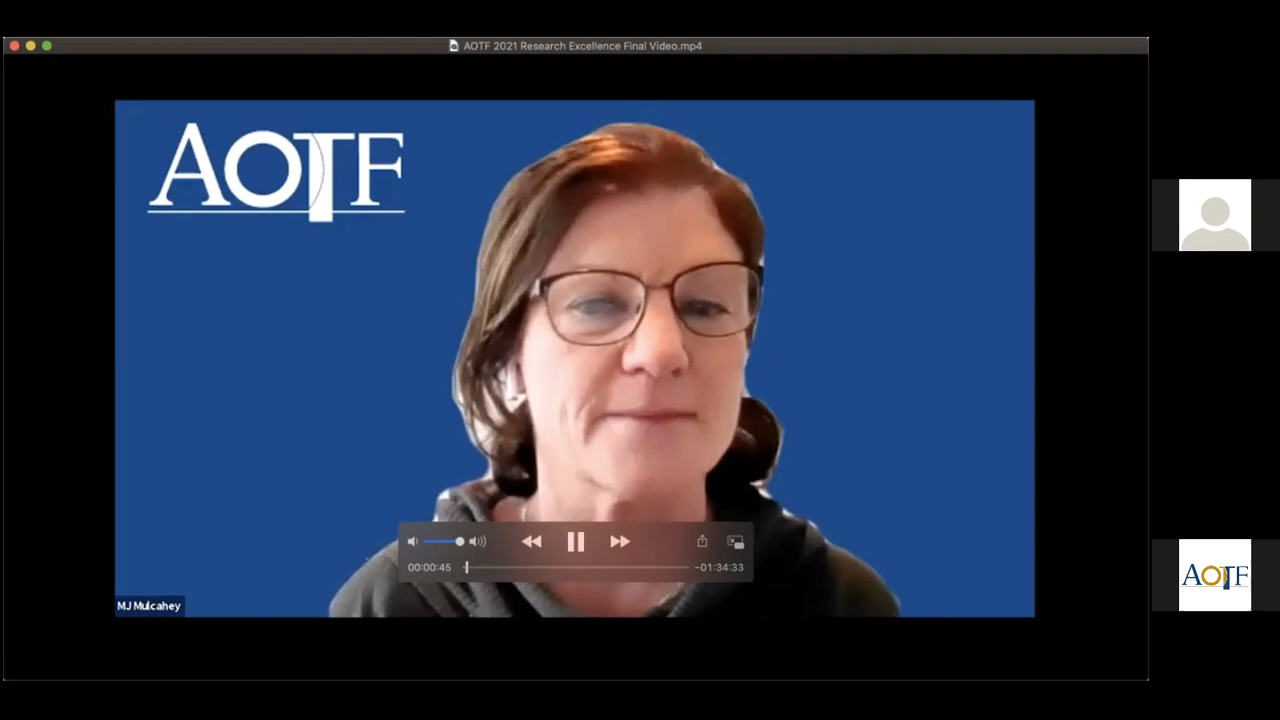 AOTF 2021 Research Excellence Final Video.mp4
AOTF
00:00:45
-01:34:33
MJ Mulcahey
AOTF